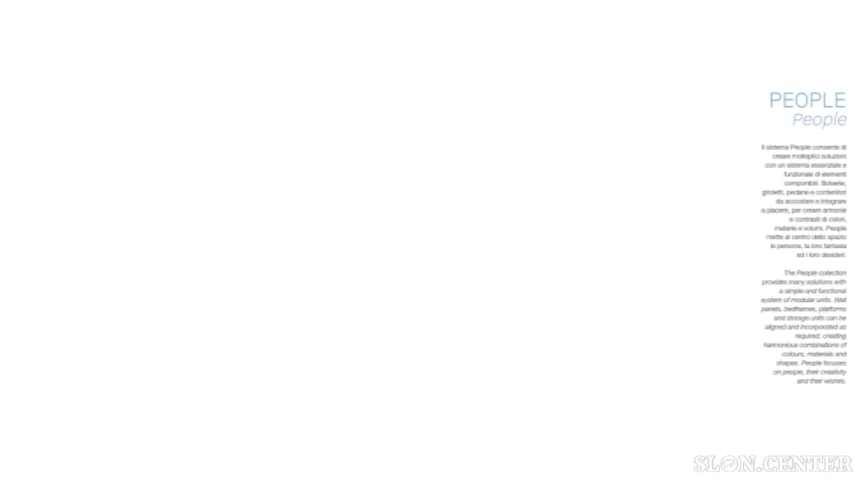 PEOPLE
People
Il sistema People consente di
creare molteplici soluzioni
con un sistema essenziale e
funzionale di elementi
componibili. Boiserie,
giroletti, pedane e contenitori
da accostare e integrare
a piacere, per creare armonie
e contrasti di colori,
materie e volumi. People
mette al centro dello spazio
le persone, la loro fantasia
ed i loro desideri.
The People collection
provides many solutions with
a simple and functional
system of modular units. Wall
panels, bedframes, platforms
and storage units can be
aligned and incorporated as
required, creating
harmonious combinations of
colours, materials and
shapes. People focuses
on people, their creativity
and their wishes.
SLON.CENTER